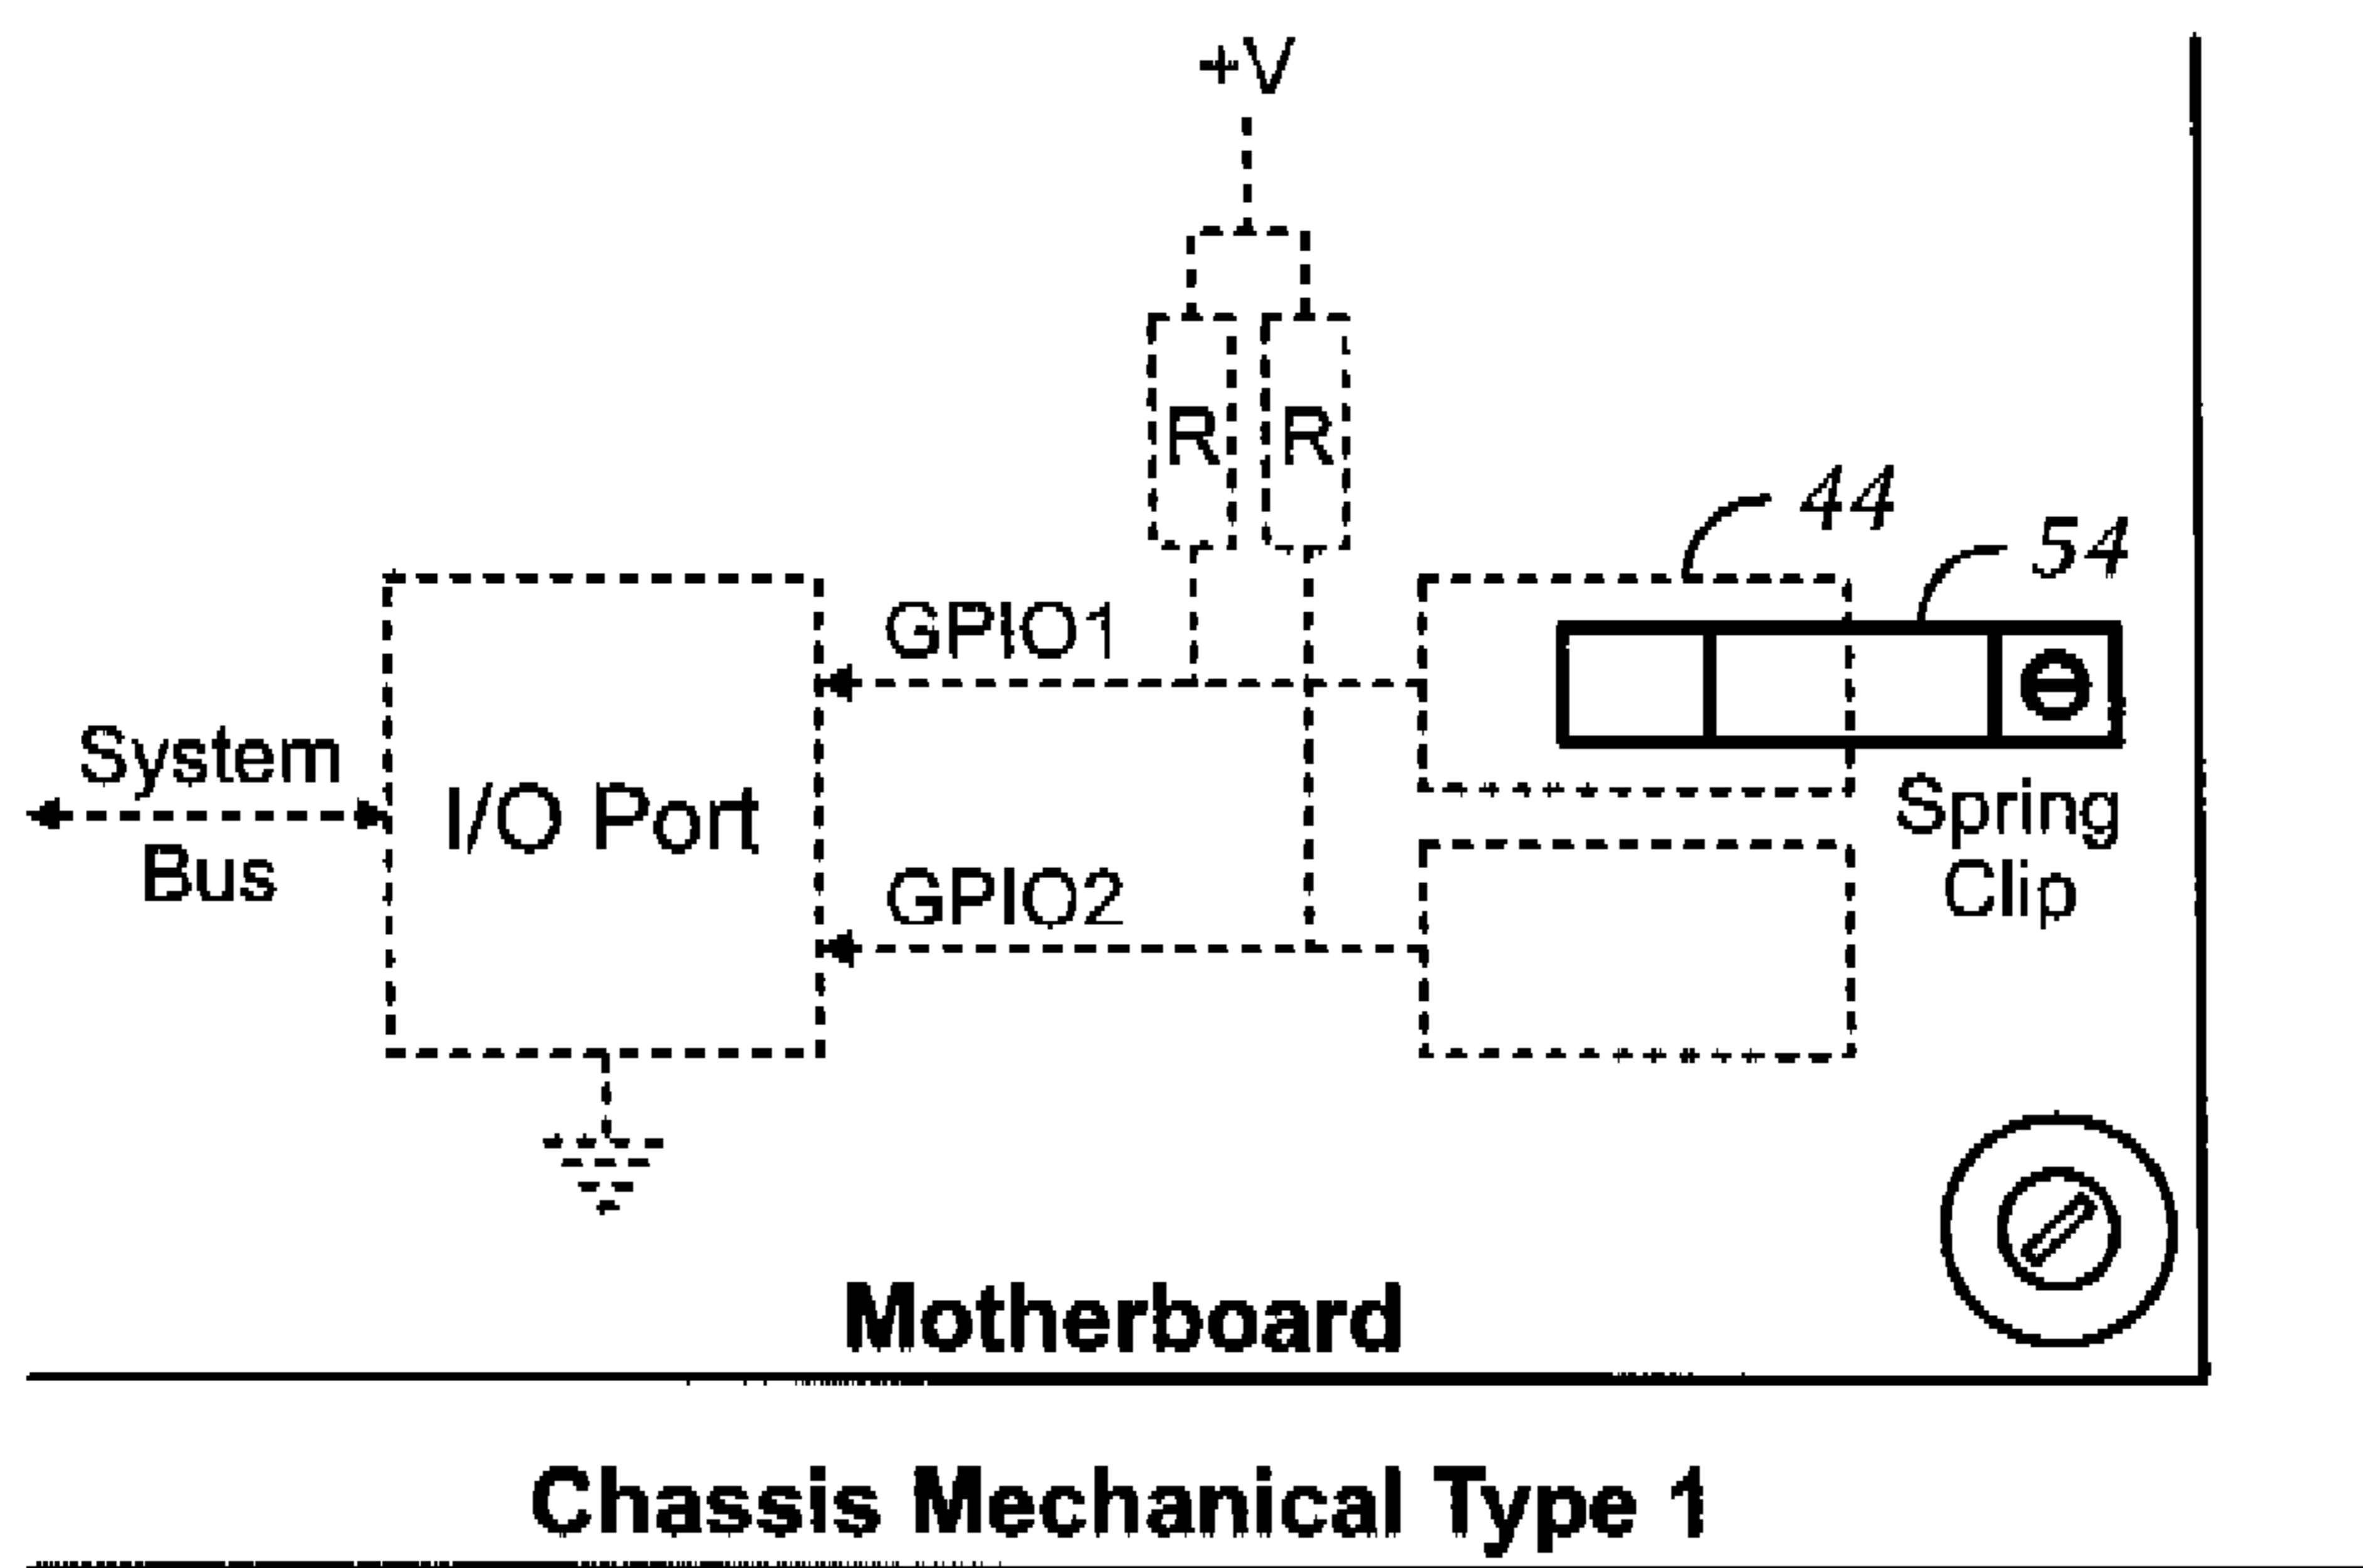 +V
R R
44
54
GPIO1
System
Bus
I/O Port
Spring
Clip
GPIO2
Motherboard
Chassis Mechanical Type 1